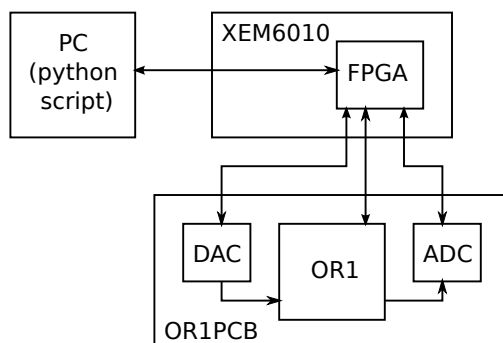 PC
(python
script)
XEM6010
FPGA
DAC
OR1
ADC
OR1PCB